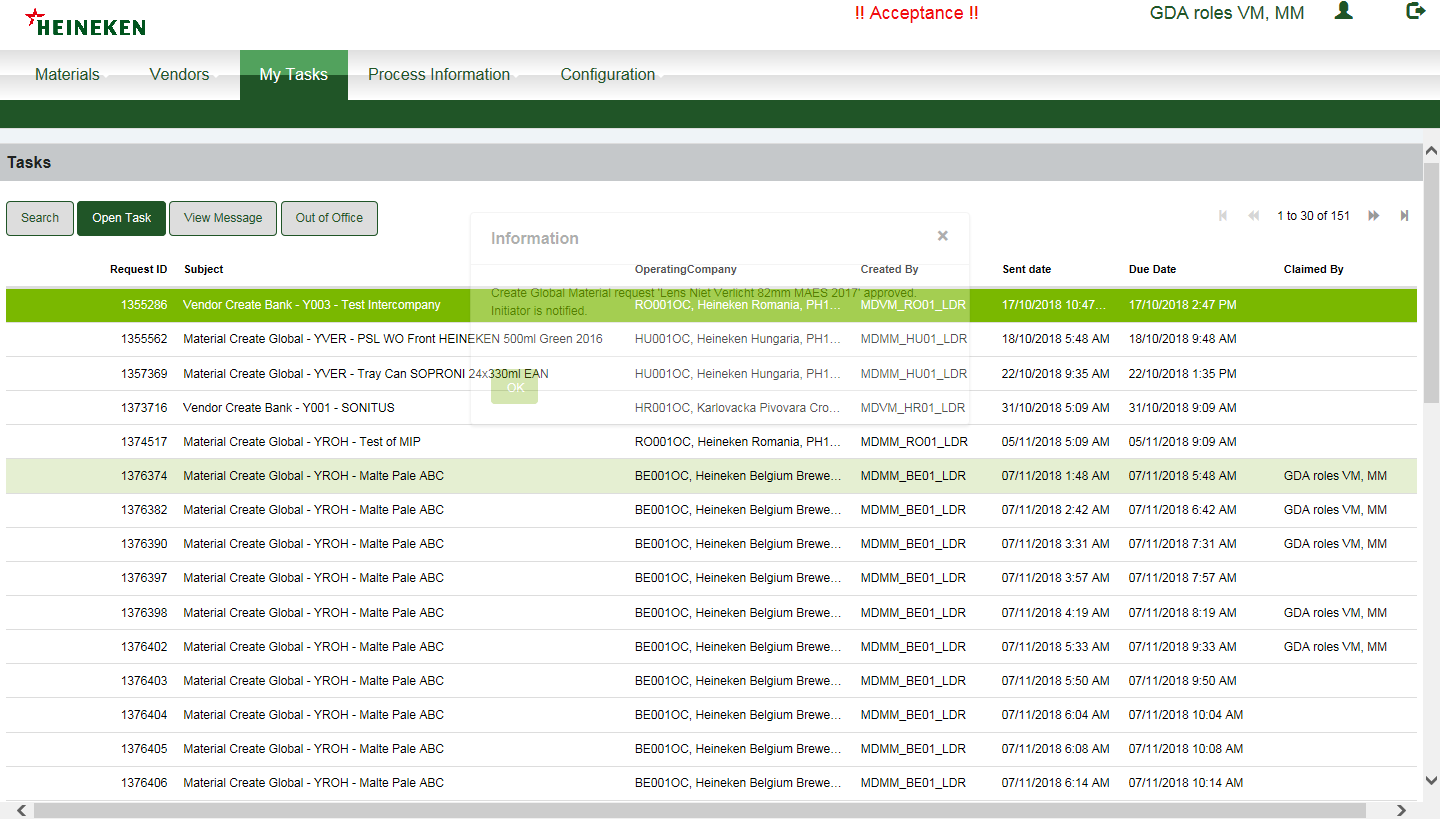 HEINEKEN !! Acceptance !! GDA roles VM, MM
Materials Vendors My Tasks Process Information Configuration
Tasks
Search Open Task View Message Out of Office 1 to 30 of 151
Information
Request ID Subject OperatingCompany Created By Sent date Due Date Claimed By
Create Global Material request 'Lens Niet Verlicht 82mm MAES 2017' approved.
Initiator is notified.
1355286 Vendor Create Bank - Y003 - Test Intercompany RO001OC, Heineken Romania, PH1... MDVM_RO01_LDR 17/10/2018 10:47... 17/10/2018 2:47 PM
1355562 Material Create Global - YVER - PSL WO Front HEINEKEN 500ml Green 2016 HU001OC, Heineken Hungaria, PH1... MDMM_HU01_LDR 18/10/2018 5:48 AM 18/10/2018 9:48 AM
1357369 Material Create Global - YVER - Tray Can SOPRONI 24x330ml EAN HU001OC, Heineken Hungaria, PH1... MDMM_HU01_LDR 22/10/2018 9:35 AM 22/10/2018 1:35 PM
OK
1373716 Vendor Create Bank - Y001 - SONITUS HR001OC, Karlovacka Pivovara Cro... MDVM_HR01_LDR 31/10/2018 5:09 AM 31/10/2018 9:09 AM
1374517 Material Create Global - YROH - Test of MIP RO001OC, Heineken Romania, PH1... MDMM_RO01_LDR 05/11/2018 5:09 AM 05/11/2018 9:09 AM
1376374 Material Create Global - YROH - Malte Pale ABC BE001OC, Heineken Belgium Brewe... MDMM_BE01_LDR 07/11/2018 1:48 AM 07/11/2018 5:48 AM GDA roles VM, MM
1376382 Material Create Global - YROH - Malte Pale ABC BE001OC, Heineken Belgium Brewe... MDMM_BE01_LDR 07/11/2018 2:42 AM 07/11/2018 6:42 AM GDA roles VM, MM
1376390 Material Create Global - YROH - Malte Pale ABC BE001OC, Heineken Belgium Brewe... MDMM_BE01_LDR 07/11/2018 3:31 AM 07/11/2018 7:31 AM GDA roles VM, MM
1376397 Material Create Global - YROH - Malte Pale ABC BE001OC, Heineken Belgium Brewe... MDMM_BE01_LDR 07/11/2018 3:57 AM 07/11/2018 7:57 AM
1376398 Material Create Global - YROH - Malte Pale ABC BE001OC, Heineken Belgium Brewe... MDMM_BE01_LDR 07/11/2018 4:19 AM 07/11/2018 8:19 AM GDA roles VM, MM
1376402 Material Create Global - YROH - Malte Pale ABC BE001OC, Heineken Belgium Brewe... MDMM_BE01_LDR 07/11/2018 5:33 AM 07/11/2018 9:33 AM GDA roles VM, MM
1376403 Material Create Global - YROH - Malte Pale ABC BE001OC, Heineken Belgium Brewe... MDMM_BE01_LDR 07/11/2018 5:50 AM 07/11/2018 9:50 AM
1376404 Material Create Global - YROH - Malte Pale ABC BE001OC, Heineken Belgium Brewe... MDMM_BE01_LDR 07/11/2018 6:04 AM 07/11/2018 10:04 AM
1376405 Material Create Global - YROH - Malte Pale ABC BE001OC, Heineken Belgium Brewe... MDMM_BE01_LDR 07/11/2018 6:08 AM 07/11/2018 10:08 AM
1376406 Material Create Global - YROH - Malte Pale ABC BE001OC, Heineken Belgium Brewe... MDMM_BE01_LDR 07/11/2018 6:14 AM 07/11/2018 10:14 AM